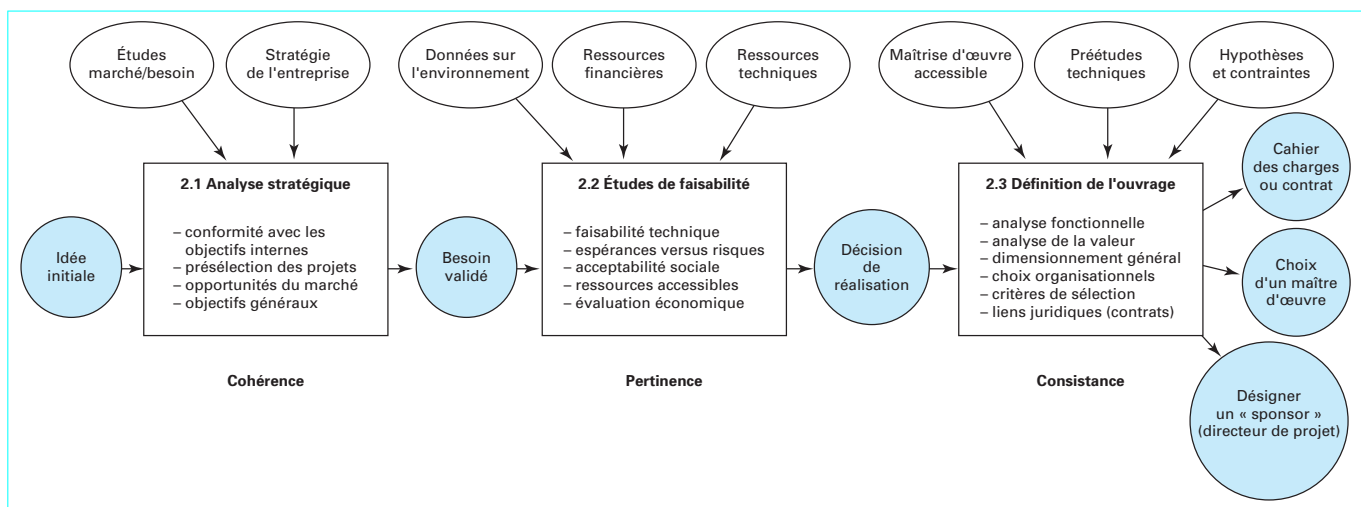 Études
marché/besoin
Stratégie
de l'entreprise
Données sur
l'environnement
Ressources
financières
Ressources
techniques
Maîtrise d'œuvre
accessible
Préétudes
techniques
Hypothèses
et contraintes
Idée
initiale
2.1 Analyse stratégique
– conformité avec les
objectifs internes
– présélection des projets
– opportunités du marché
– objectifs généraux
Cohérence
Besoin
validé
2.2 Études de faisabilité
– faisabilité technique
– espérances versus risques
– acceptabilité sociale
– ressources accessibles
– évaluation économique
Pertinence
Décision
de
réalisation
2.3 Définition de l'ouvrage
– analyse fonctionnelle
– analyse de la valeur
– dimensionnement général
– choix organisationnels
– critères de sélection
– liens juridiques (contrats)
Consistance
Cahier
des charges
ou contrat
Choix
d'un maître
d'œuvre
Désigner
un « sponsor »
(directeur de projet)